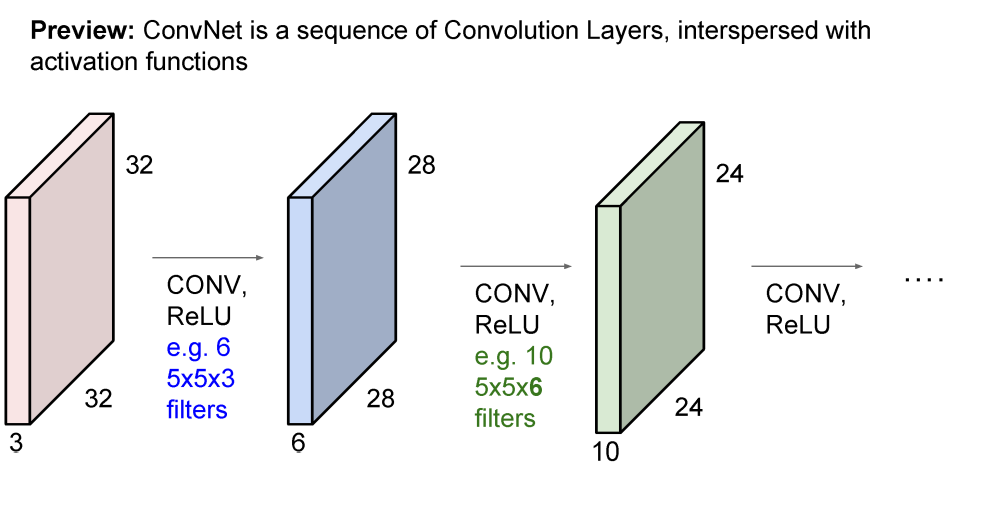 Preview: ConvNet is a sequence of Convolution Layers, interspersed with
activation functions
32
32
3
CONV,
ReLU
e.g. 6
5x5x3
filters
28
28
6
CONV,
ReLU
e.g. 10
5x5x6
filters
24
24
10
CONV,
ReLU
....